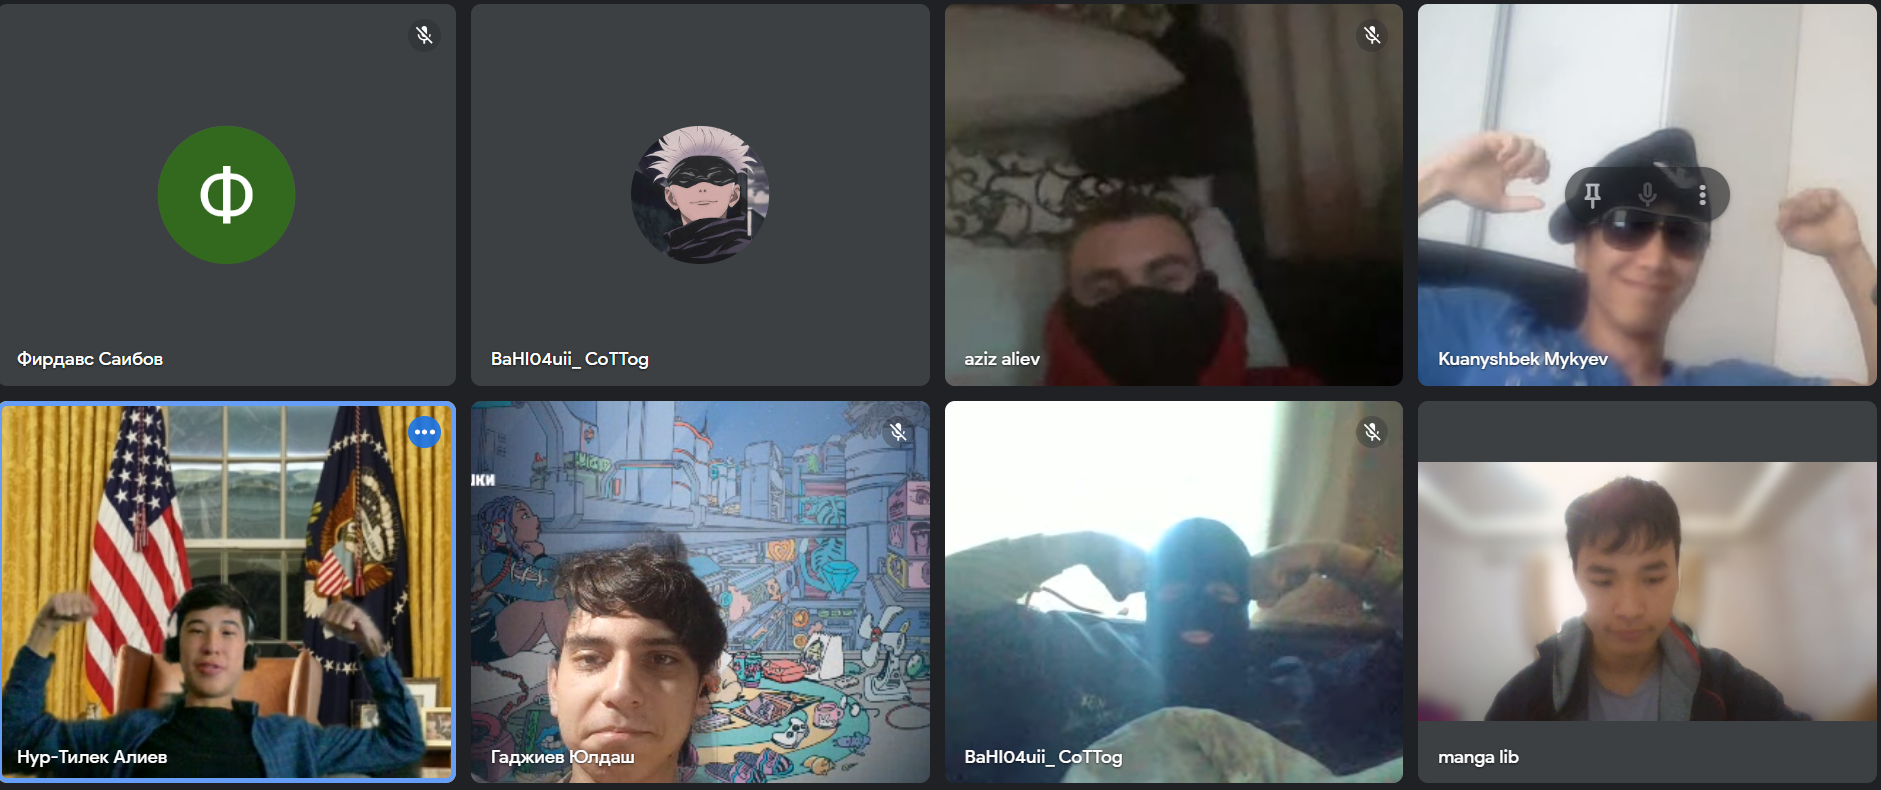 Ф
Фирдавс Саибов
BaHI04uii_ CoTTog
aziz aliev
Kuanyshbek Mykyev
Нур-Тилек Алиев
Гаджиев Юлдаш
BaHI04uii_ CoTTog
manga lib